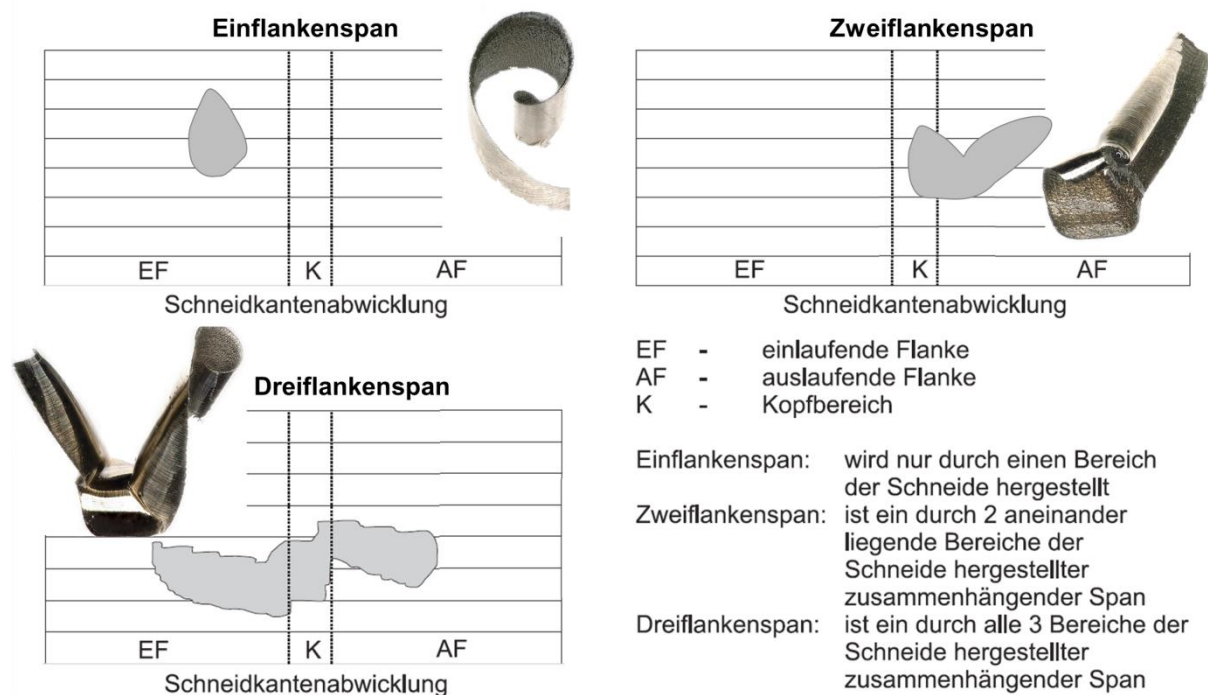 Einflankenspan
EF K AF
Schneidkantenabwicklung
Zweiflankenspan
EF K AF
Schneidkantenabwicklung
Dreiflankenspan
EF K AF
Schneidkantenabwicklung
EF - einlaufende Flanke
AF - auslaufende Flanke
K - Kopfbereich
Einflankenspan: wird nur durch einen Bereich
der Schneide hergestellt
Zweiflankenspan: ist ein durch 2 aneinander
liegende Bereiche der
Schneide hergestellter
zusammenhängender Span
Dreiflankenspan: ist ein durch alle 3 Bereiche der
Schneide hergestellter
zusammenhängender Span